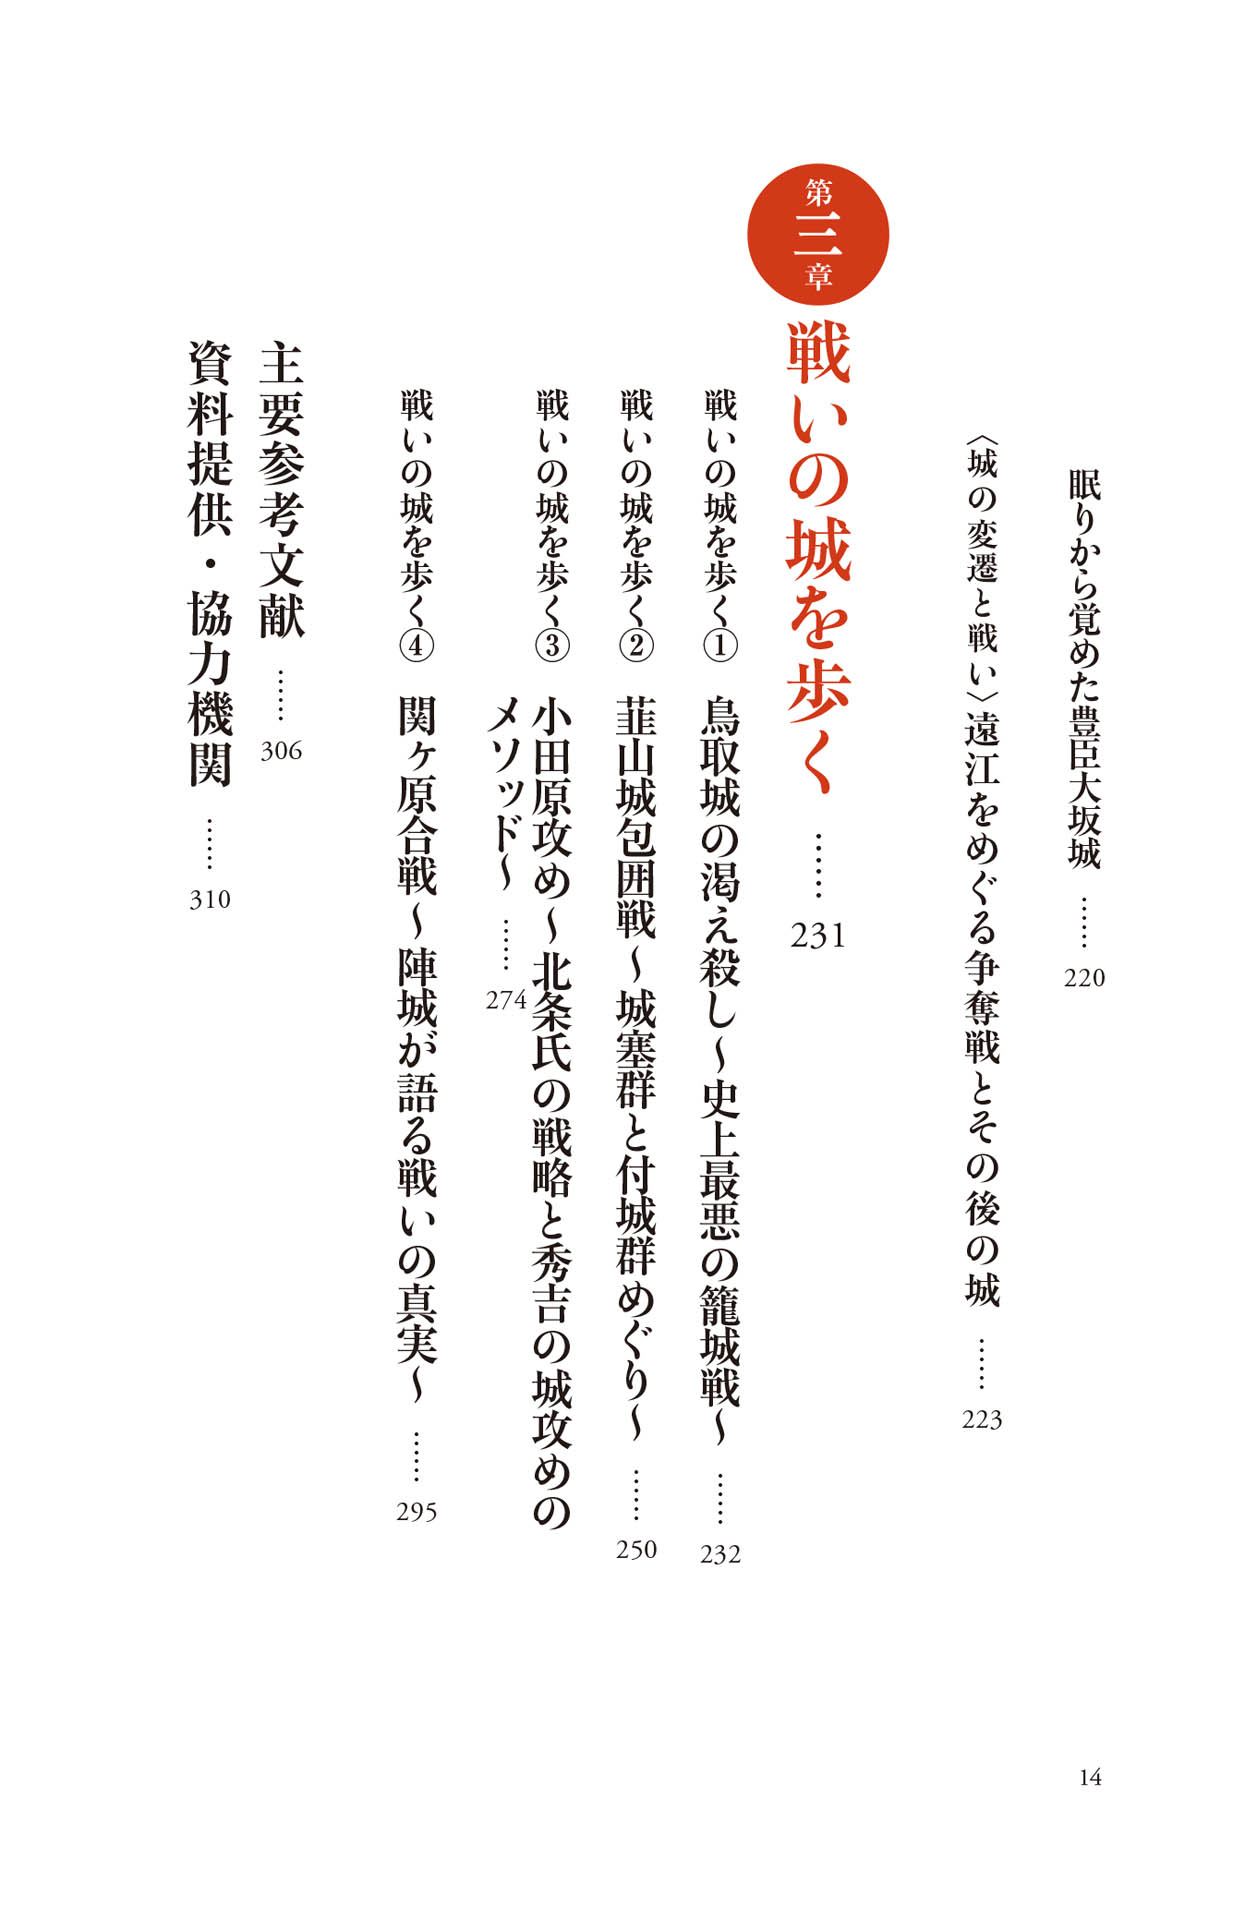 眠りから覚めた豊臣大坂城 …… 220
〈城の変遷と戦い〉遠江をめぐる争奪戦とその後の城 …… 223
第三章 戦いの城を歩く …… 231
戦いの城を歩く① 鳥取城の渇え殺し〜史上最悪の籠城戦〜 …… 232
戦いの城を歩く② 韮山城包囲戦〜城塞群と付城群めぐり〜 …… 250
戦いの城を歩く③ 小田原攻め〜北条氏の戦略と秀吉の城攻めの
メソッド〜 …… 274
戦いの城を歩く④ 関ヶ原合戦〜陣城が語る戦いの真実〜 …… 295
主要参考文献 …… 306
資料提供・協力機関 …… 310
14